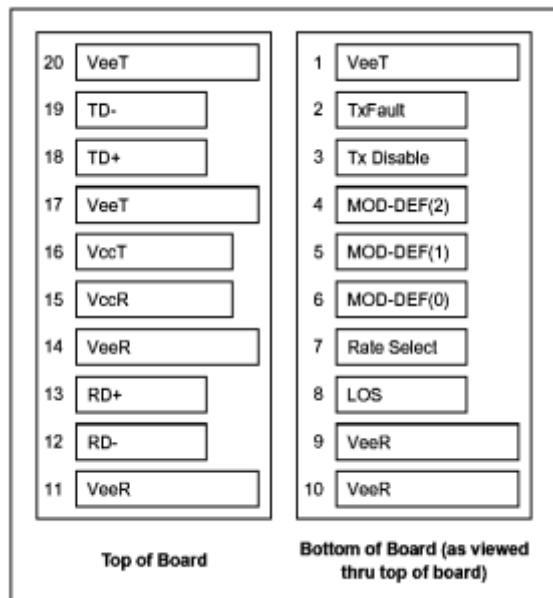 20 VeeT
19 TD-
18 TD+
17 VeeT
16 VccT
15 VccR
14 VeeR
13 RD+
12 RD-
11 VeeR
Top of Board
1 VeeT
2 TxFault
3 Tx Disable
4 MOD-DEF(2)
5 MOD-DEF(1)
6 MOD-DEF(0)
7 Rate Select
8 LOS
9 VeeR
10 VeeR
Bottom of Board (as viewed
thru top of board)